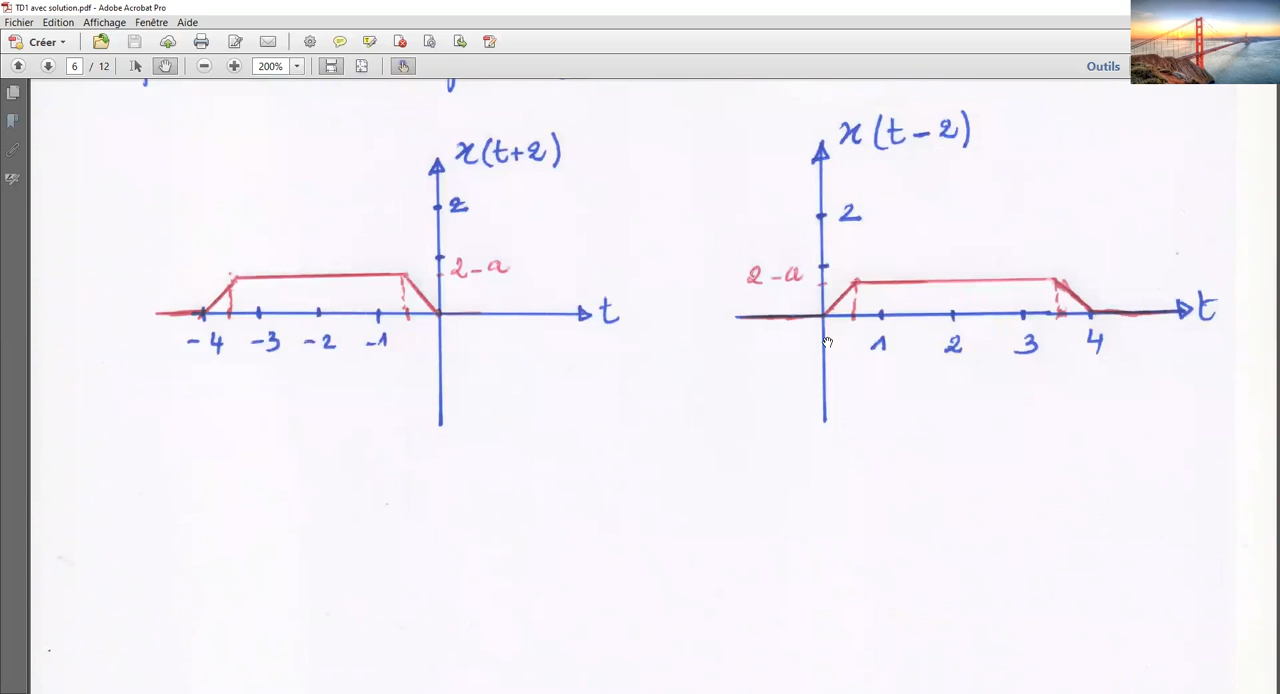 TD1 avec solution.pdf - Adobe Acrobat Pro
Fichier Edition Affichage Fenêtre Aide
Créer
6 / 12 200% Outils
x(t+2)
2
2-a
t
-4 -3 -2 -1
x(t-2)
2
2-a
t
1 2 3 4